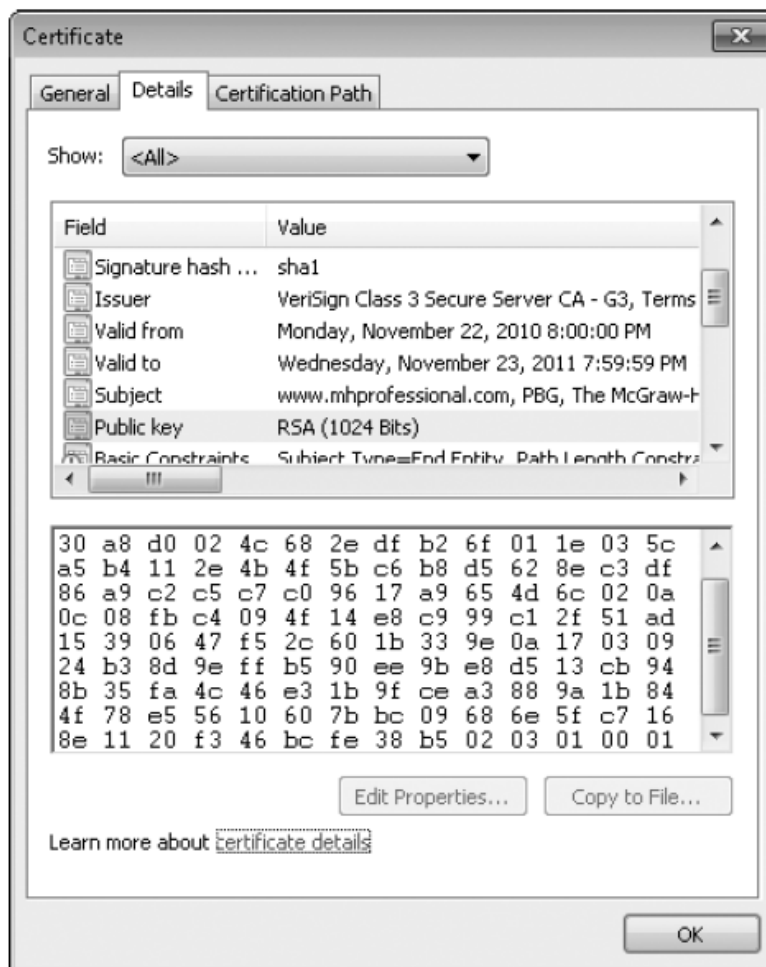 Certificate
General Details Certification Path
Show: <All>
Field Value
Signature hash ... sha1
Issuer VeriSign Class 3 Secure Server CA - G3, Terms
Valid from Monday, November 22, 2010 8:00:00 PM
Valid to Wednesday, November 23, 2011 7:59:59 PM
Subject www.mhprofessional.com, PBG, The McGraw-H
Public key RSA (1024 Bits)
Basic Constraints Subject Type=End Entity, Path Length Constra
30 a8 d0 02 4c 68 2e df b2 6f 01 1e 03 5c
a5 b4 11 2e 4b 4f 5b c6 b8 d5 62 8e c3 df
86 a9 c2 c5 c7 c0 96 17 a9 65 4d 6c 02 0a
0c 08 fb c4 09 4f 14 e8 c9 99 c1 2f 51 ad
15 39 06 47 f5 2c 60 1b 33 9e 0a 17 03 09
24 b3 8d 9e ff b5 90 ee 9b e8 d5 13 cb 94
8b 35 fa 4c 46 e3 1b 9f ce a3 88 9a 1b 84
4f 78 e5 56 10 60 7b bc 09 68 6e 5f c7 16
8e 11 20 f3 46 bc fe 38 b5 02 03 01 00 01
Edit Properties... Copy to File...
Learn more about certificate details
OK